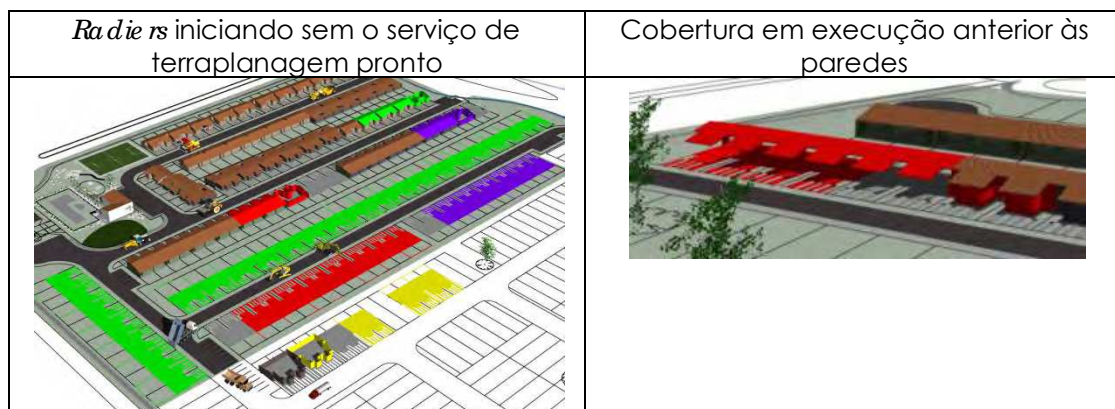 Radiers iniciando sem o serviço de
terraplanagem pronto
Cobertura em execução anterior às
paredes